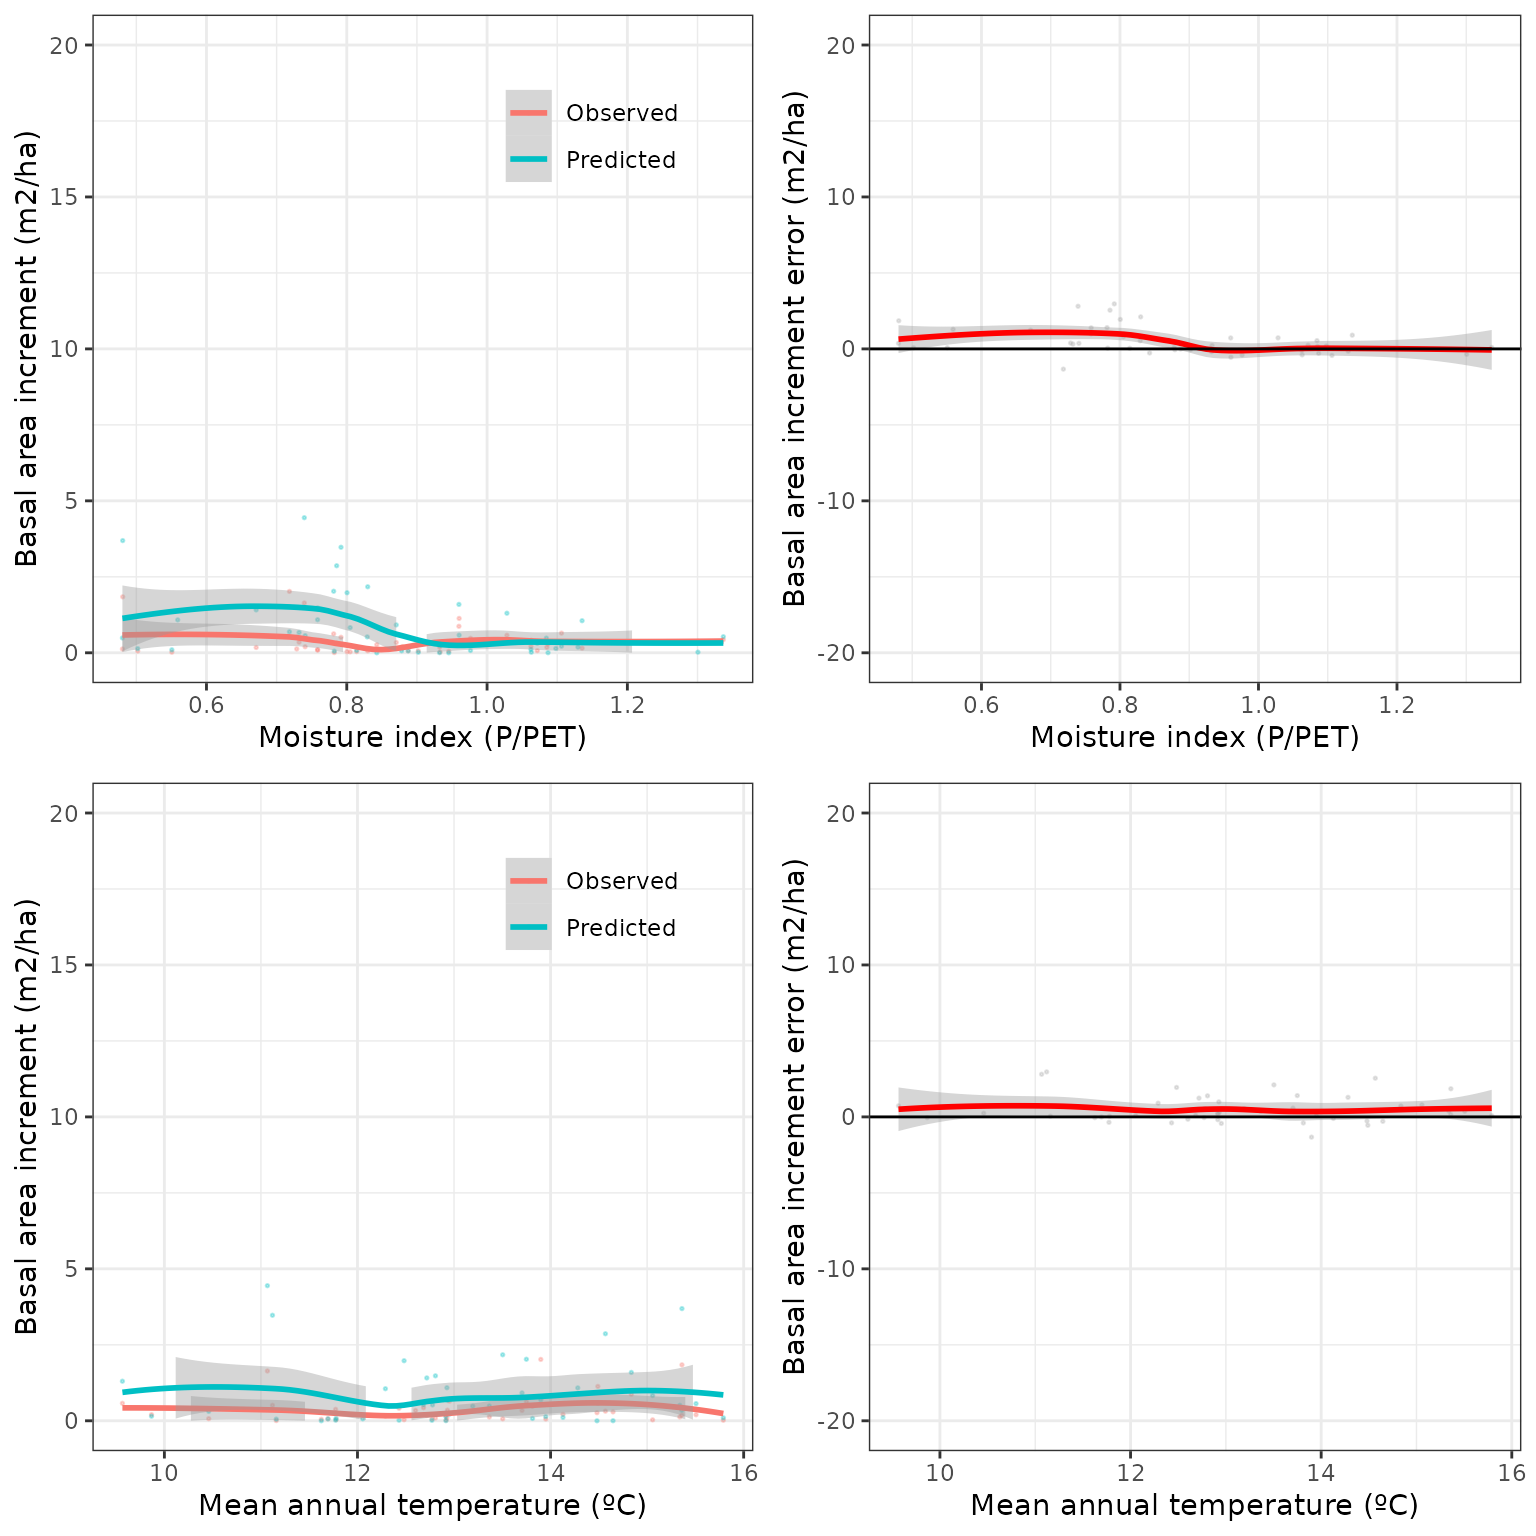 20
15
10
5
0
Basal area increment (m2/ha)
Observed
Predicted
0.6 0.8 1.0 1.2
Moisture index (P/PET)
20
10
0
-10
-20
Basal area increment error (m2/ha)
0.6 0.8 1.0 1.2
Moisture index (P/PET)
20
15
10
5
0
Basal area increment (m2/ha)
Observed
Predicted
10 12 14 16
Mean annual temperature (ºC)
20
10
0
-10
-20
Basal area increment error (m2/ha)
10 12 14 16
Mean annual temperature (ºC)